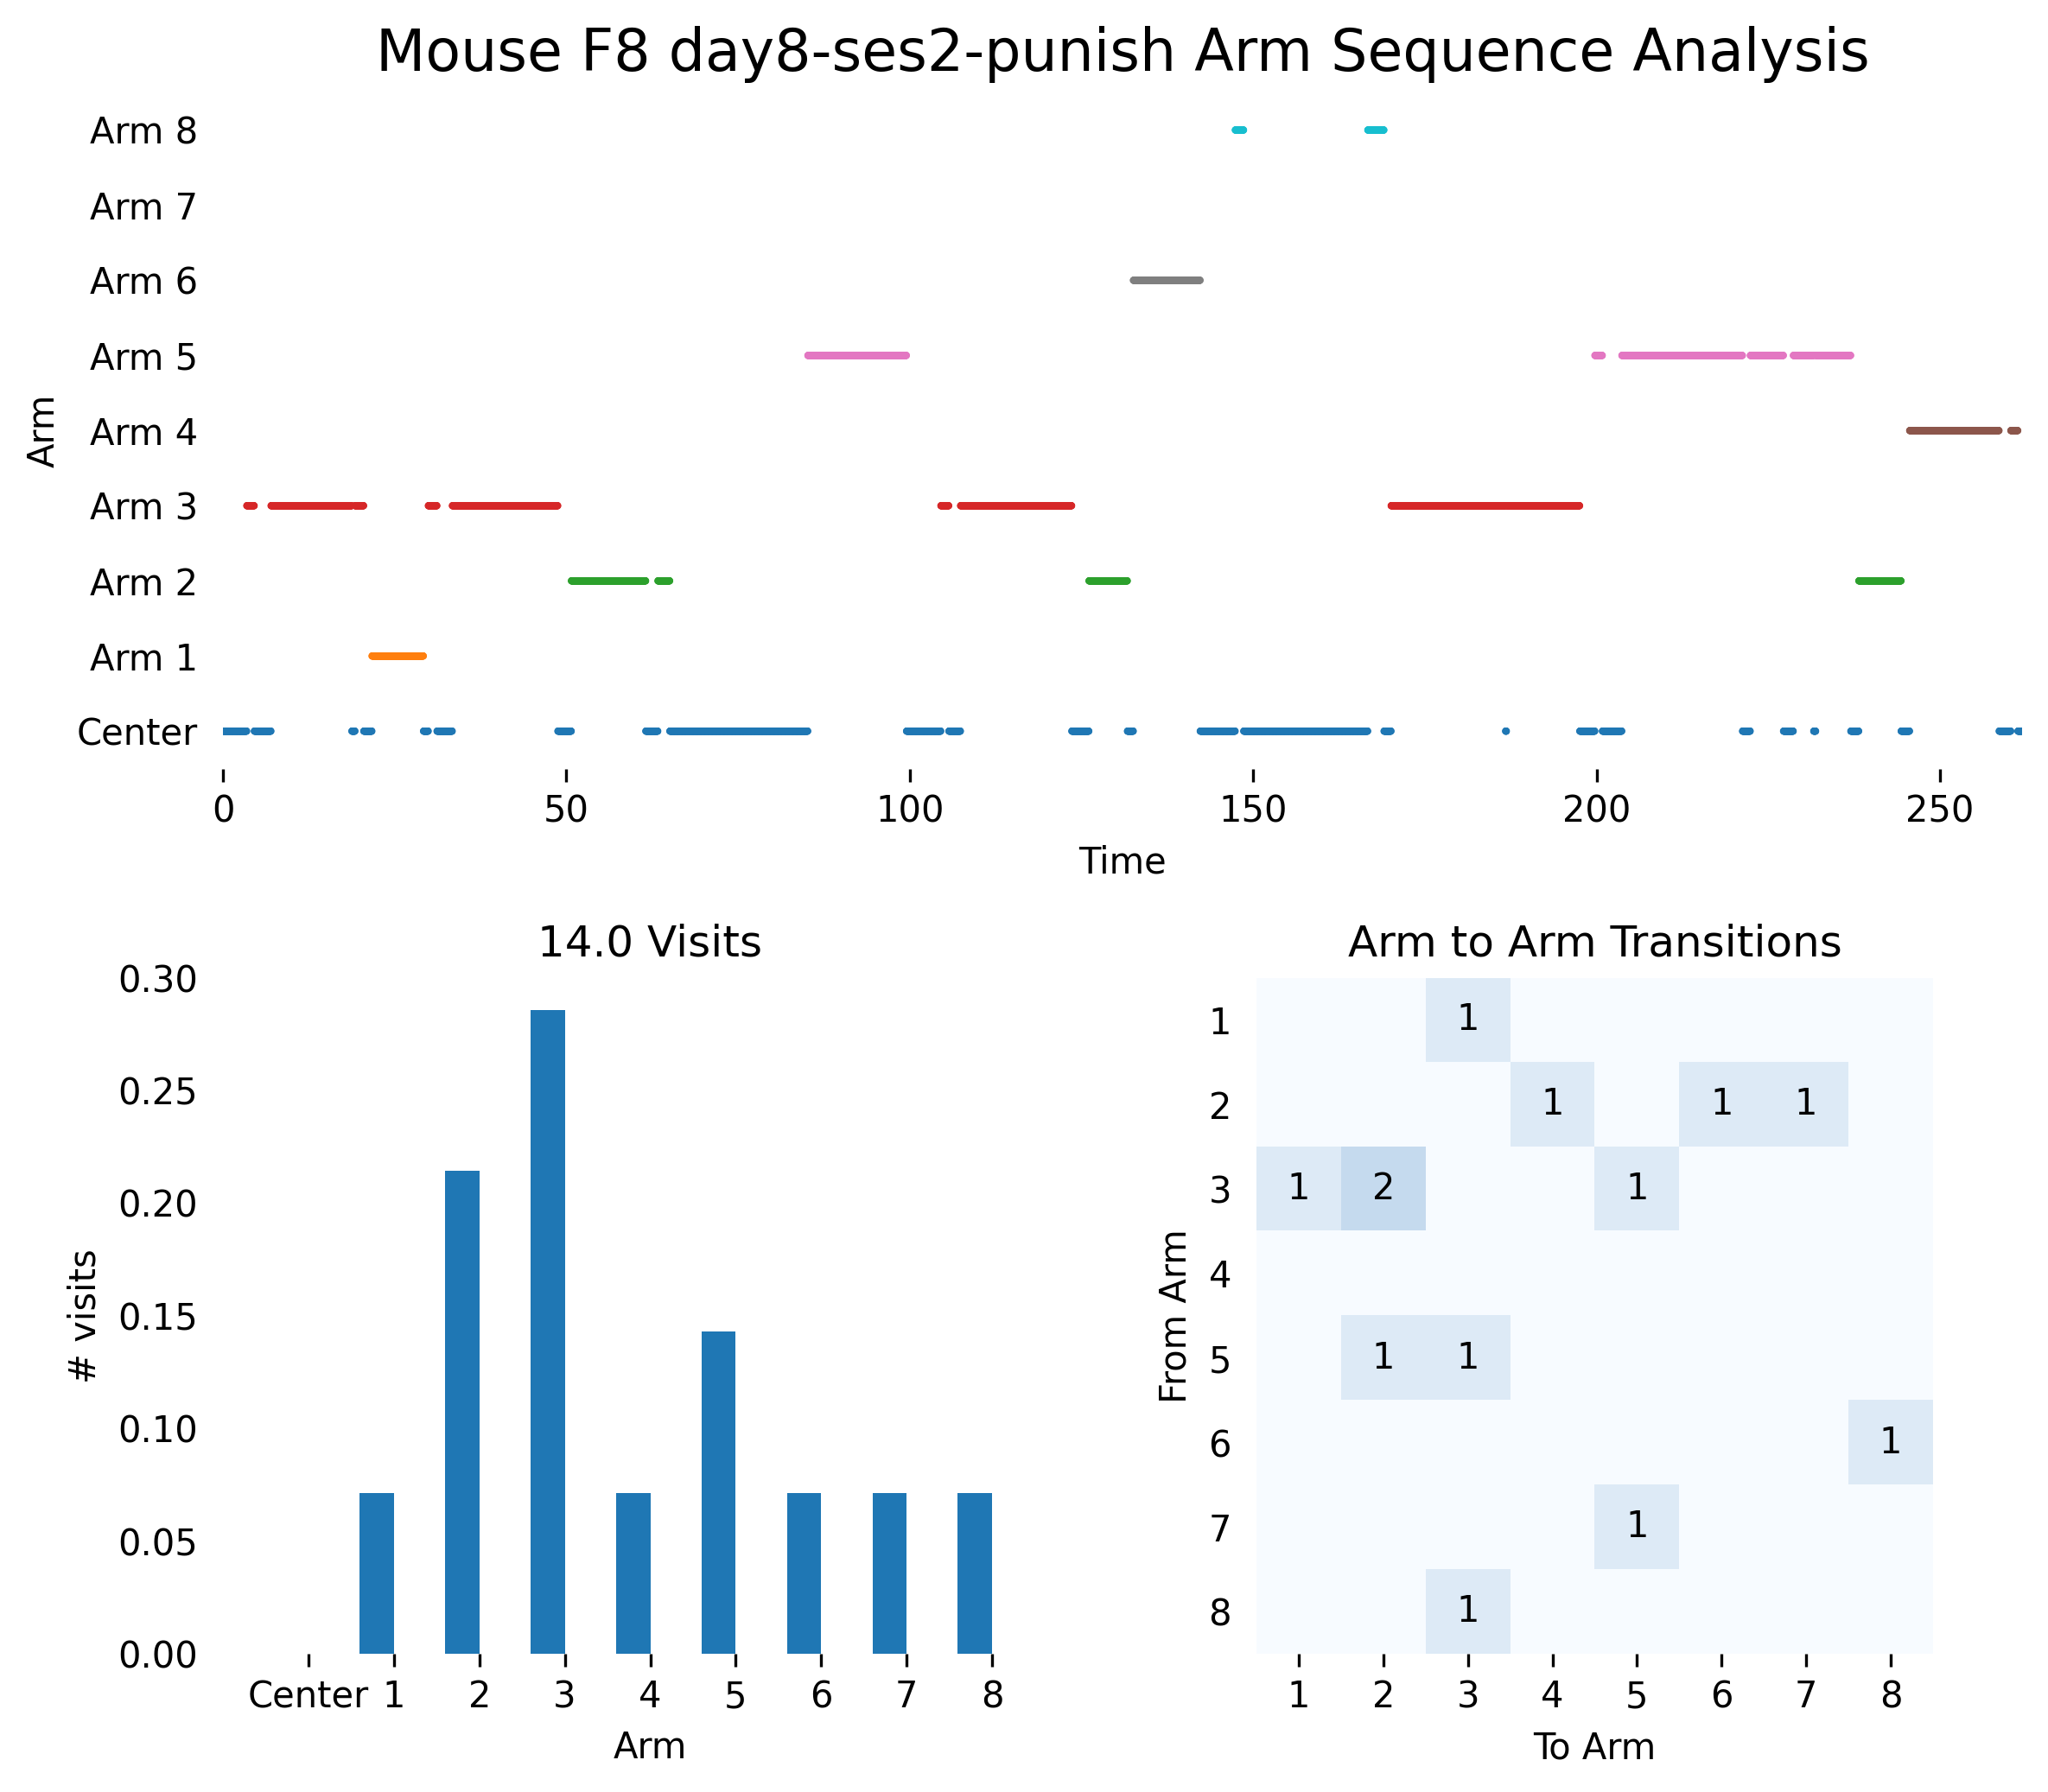 Mouse F8 day8-ses2-punish Arm Sequence Analysis
Arm 8
Arm 7
Arm 6
Arm 5
Arm 4
Arm 3
Arm 2
Arm 1
Center
Arm
0 50 100 150 200 250
Time
14.0 Visits
0.30
0.25
0.20
0.15
0.10
0.05
0.00
# visits
Center 1 2 3 4 5 6 7 8
Arm
Arm to Arm Transitions
1 1
2 1 1 1
3 1 2 1
4
5 1 1
6 1
7 1
8 1
From Arm
1 2 3 4 5 6 7 8
To Arm